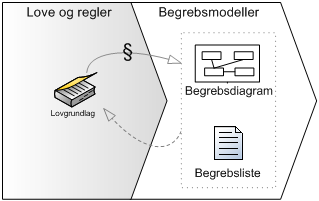 Love og regler
Begrebsmodeller
§
Begrebsdiagram
Lovgrundlag
Begrebsliste